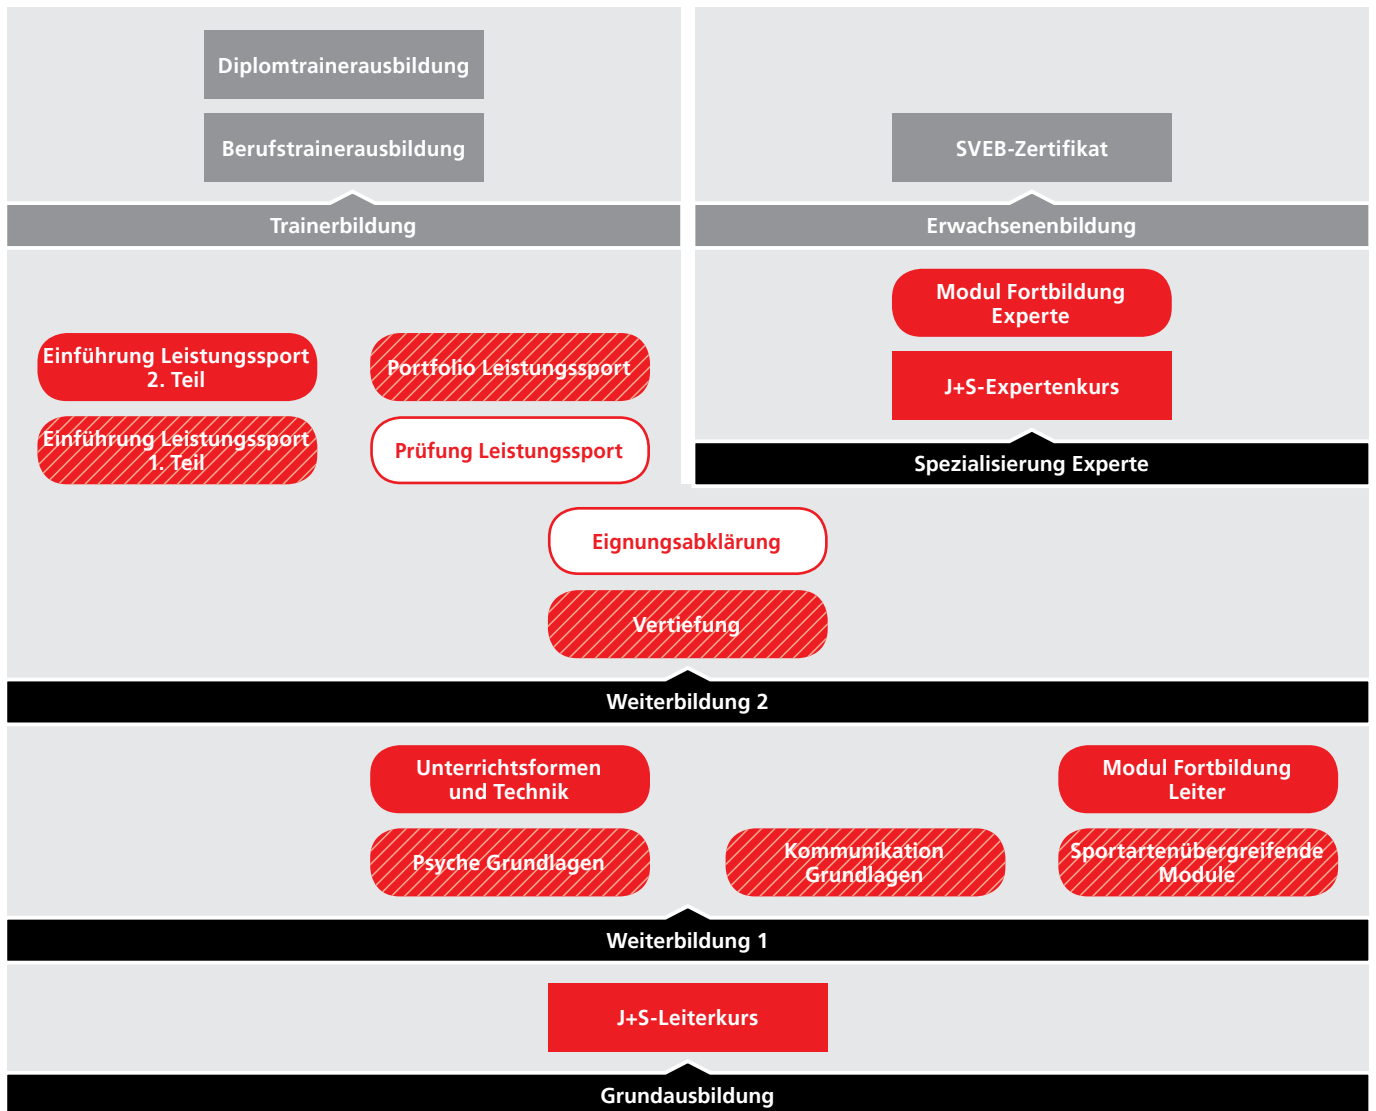 Diplomtrainerausbildung
Berufstrainerausbildung
SVEB-Zertifikat
Trainerbildung
Erwachsenenbildung
Modul Fortbildung
Experte
Einführung Leistungssport
2. Teil
Portfolio Leistungssport
J+S-Expertenkurs
Einführung Leistungssport
1. Teil
Prüfung Leistungssport
Spezialisierung Experte
Eignungsabklärung
Vertiefung
Weiterbildung 2
Unterrichtsformen
und Technik
Modul Fortbildung
Leiter
Psyche Grundlagen
Kommunikation
Grundlagen
Sportartenübergreifende
Module
Weiterbildung 1
J+S-Leiterkurs
Grundausbildung